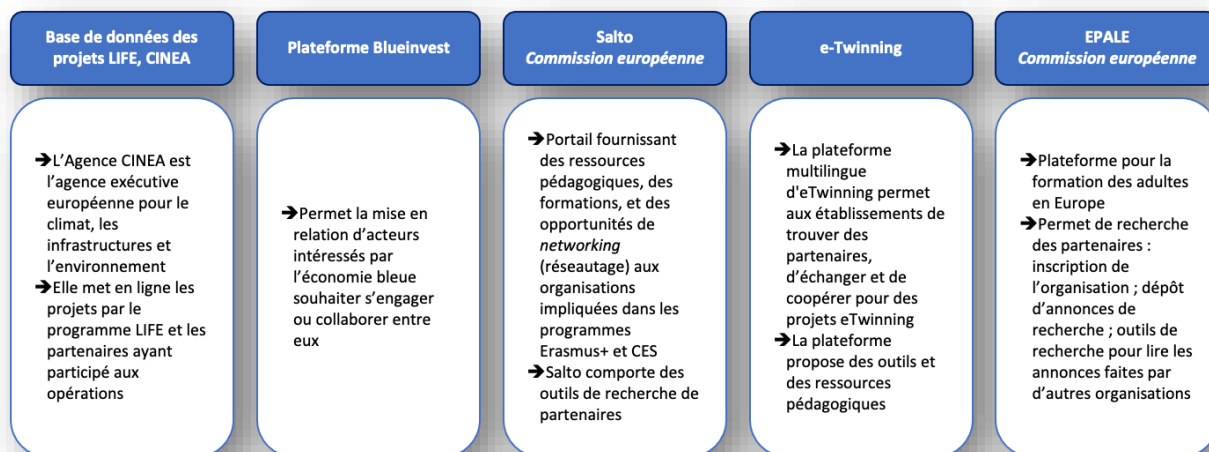 Base de données des
projets LIFE, CINEA
Plateforme Blueinvest
Salto
Commission européenne
e-Twinning
EPALE
Commission européenne
➔L’Agence CINEA est
l’agence exécutive
européenne pour le
climat, les
infrastructures et
l’environnement
➔Elle met en ligne les
projets par le
programme LIFE et les
partenaires ayant
participé aux
opérations
➔Permet la mise en
relation d’acteurs
intéressés par
l’économie bleue
souhaiter s’engager
ou collaborer entre
eux
➔Portail fournissant
des ressources
pédagogiques, des
formations, et des
opportunités de
networking
(réseautage) aux
organisations
impliquées dans les
programmes
Erasmus+ et CES
➔Salto comporte des
outils de recherche de
partenaires
➔La plateforme
multilingue
d'eTwinning permet
aux établissements de
trouver des
partenaires,
d’échanger et de
coopérer pour des
projets eTwinning
➔La plateforme
propose des outils et
des ressources
pédagogiques
➔Plateforme pour la
formation des adultes
en Europe
➔Permet de recherche
des partenaires :
inscription de
l’organisation ; dépôt
d’annonces de
recherche ; outils de
recherche pour lire les
annonces faites par
d’autres organisations